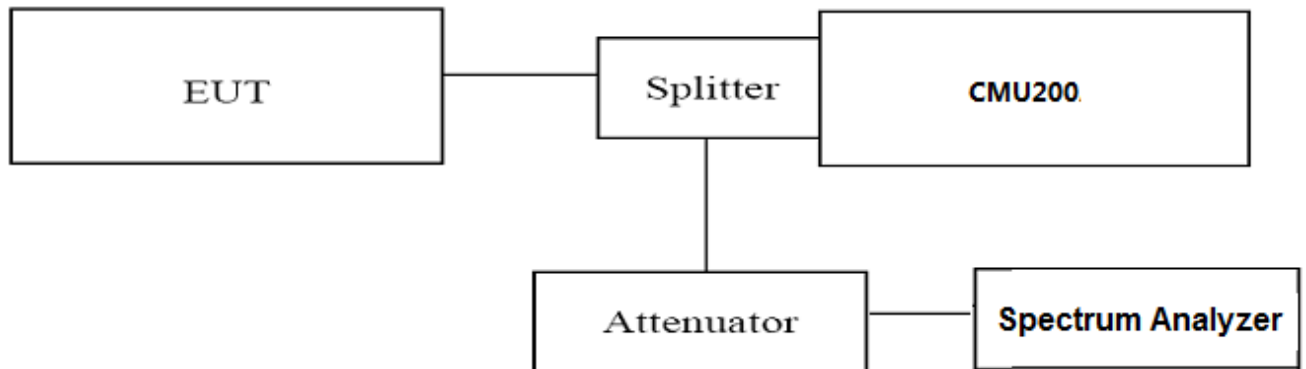 EUT
Splitter
CMU200
Attenuator
Spectrum Analyzer